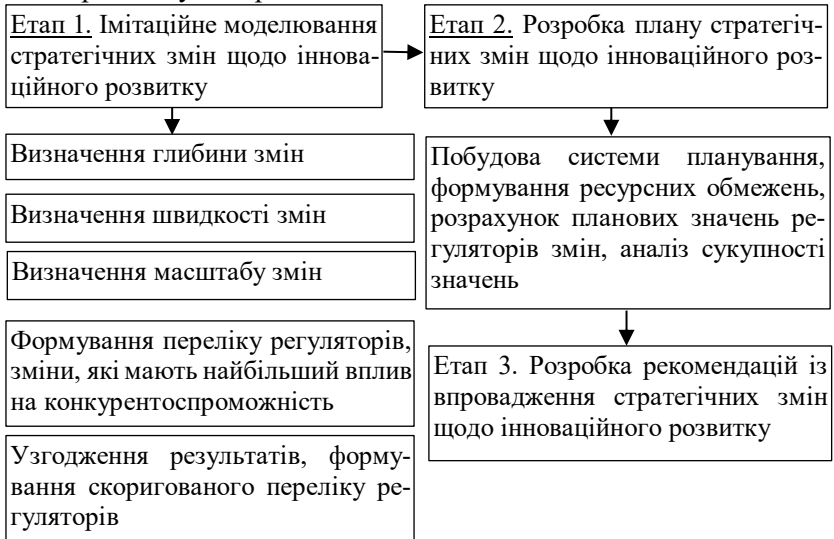 Етап 1. Імітаційне моделювання
стратегічних змін щодо іннова-
ційного розвитку
Визначення глибини змін
Визначення швидкості змін
Визначення масштабу змін
Формування переліку регуляторів,
зміни, які мають найбільший вплив
на конкурентоспроможність
Узгодження результатів, форму-
вання скоригованого переліку ре-
гуляторів
Етап 2. Розробка плану стратегіч-
них змін щодо інноваційного роз-
витку
Побудова системи планування,
формування ресурсних обмежень,
розрахунок планових значень ре-
гуляторів змін, аналіз сукупності
значень
Етап 3. Розробка рекомендацій із
впровадження стратегічних змін
щодо інноваційного розвитку